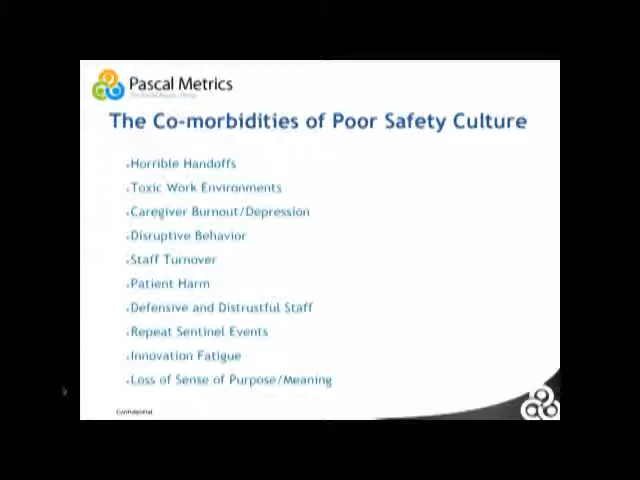 Pascal Metrics
The Co-morbidities of Poor Safety Culture
Horrible Handoffs
Toxic Work Environments
Caregiver Burnout/Depression
Disruptive Behavior
Staff Turnover
Patient Harm
Defensive and Distrustful Staff
Repeat Sentinel Events
Innovation Fatigue
Loss of Sense of Purpose/Meaning
Confidential